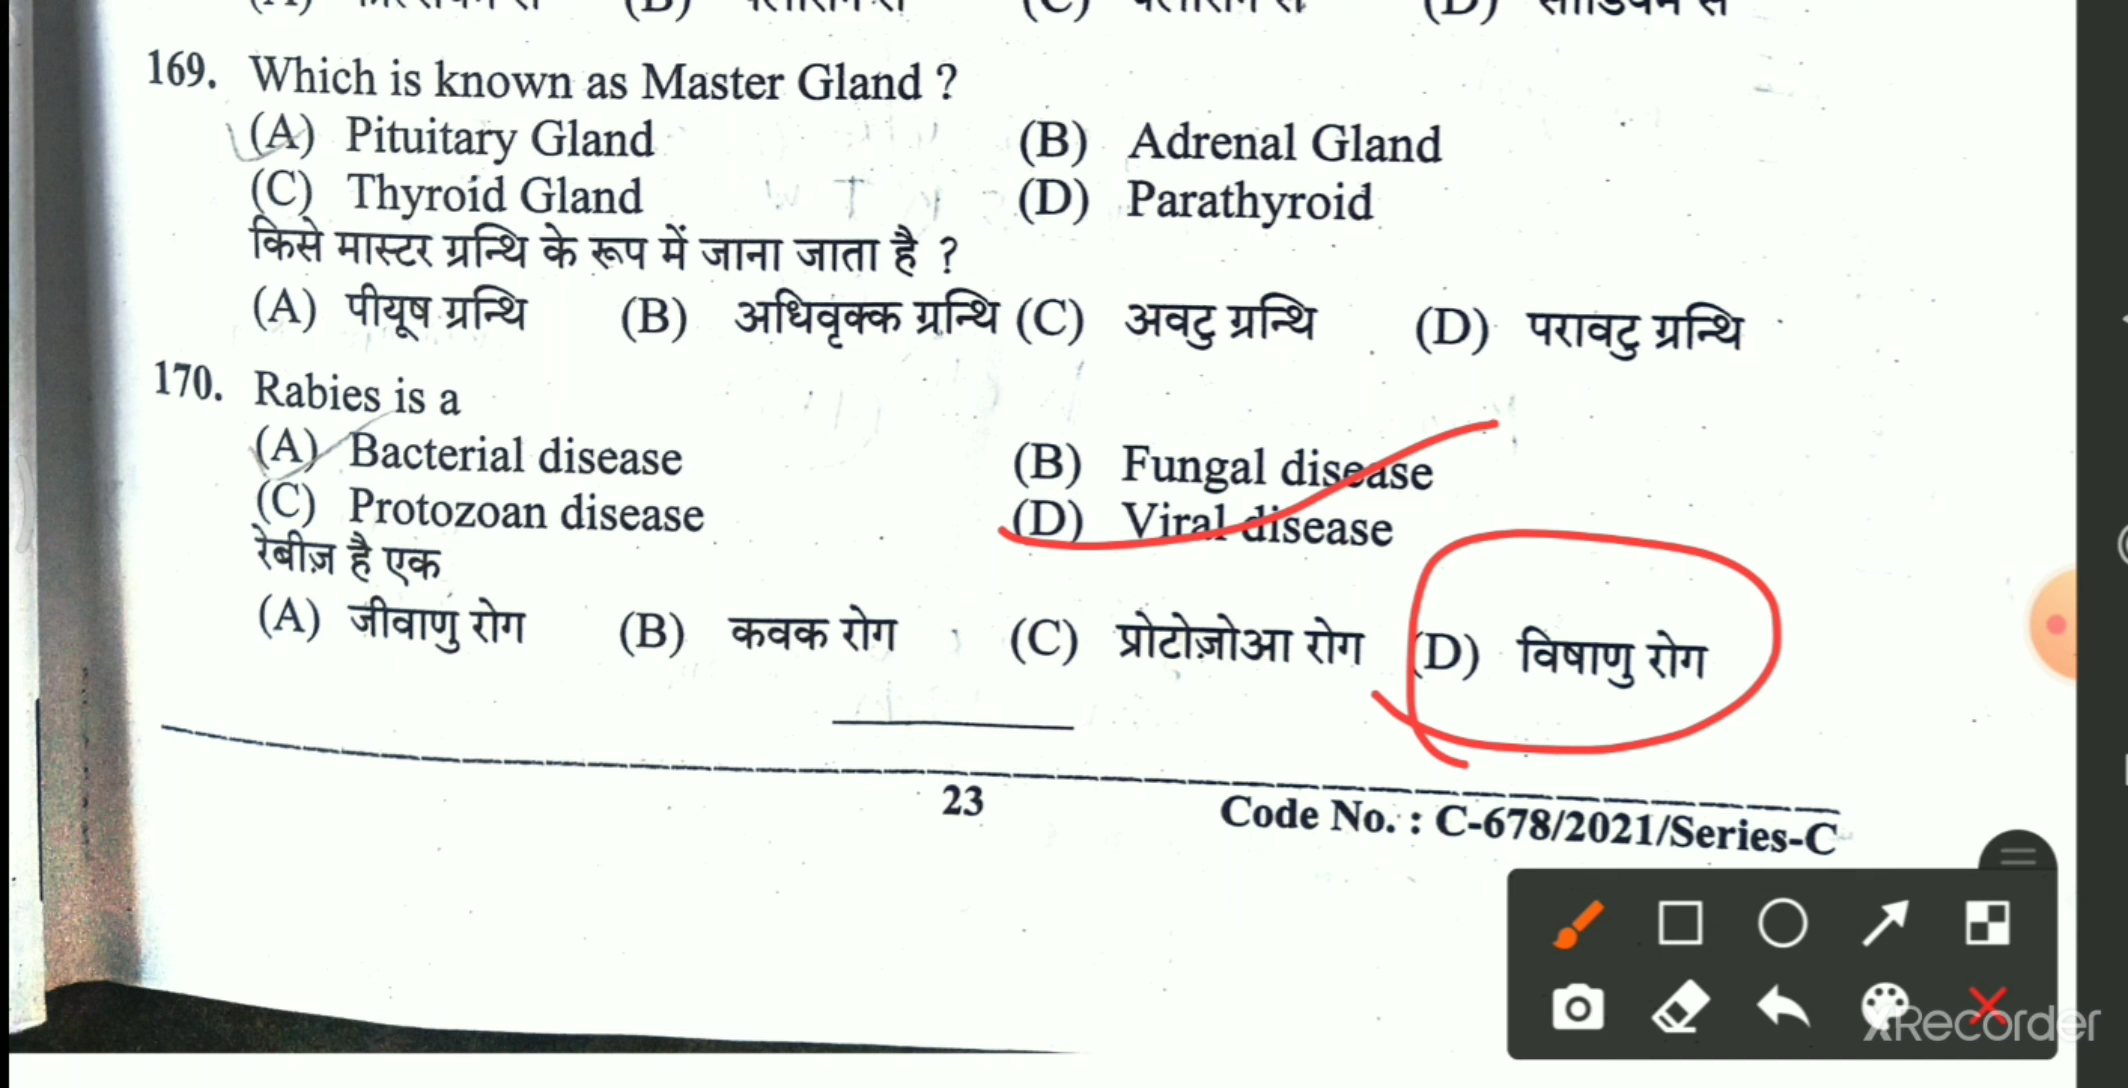 169. Which is known as Master Gland ?
(A) Pituitary Gland (B) Adrenal Gland
(C) Thyroid Gland (D) Parathyroid
किसे मास्टर ग्रन्थि के रूप में जाना जाता है ?
(A) पीयूष ग्रन्थि (B) अधिवृक्क ग्रन्थि (C) अवटु ग्रन्थि (D) परावटु ग्रन्थि
170. Rabies is a
(A) Bacterial disease (B) Fungal disease
(C) Protozoan disease (D) Viral disease
रेबीज़ है एक
(A) जीवाणु रोग (B) कवक रोग (C) प्रोटोज़ोआ रोग (D) विषाणु रोग
23 Code No. : C-678/2021/Series-C
XRecorder